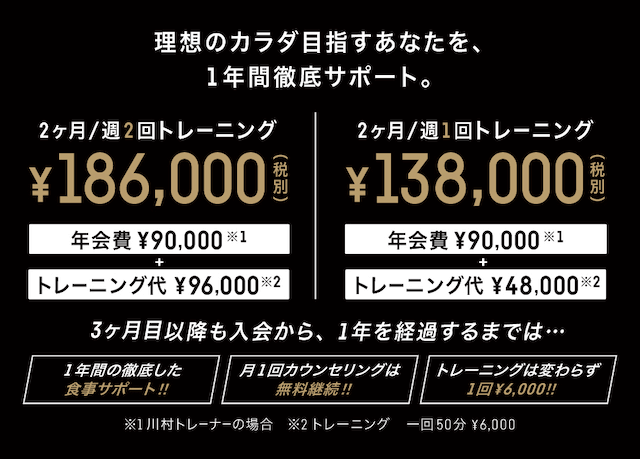 理想のカラダ目指すあなたを、
1年間徹底サポート。
2ヶ月/週2回トレーニング
¥186,000(税別)
年会費 ¥90,000※1
+
トレーニング代 ¥96,000※2
2ヶ月/週1回トレーニング
¥138,000(税別)
年会費 ¥90,000※1
+
トレーニング代 ¥48,000※2
3ヶ月目以降も入会から、1年を経過するまでは…
1年間の徹底した
食事サポート!!
月1回カウンセリングは
無料継続!!
トレーニングは変わらず
1回¥6,000!!
※1川村トレーナーの場合 ※2トレーニング 一回50分 ¥6,000